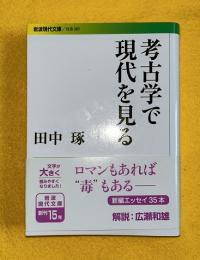 岩波現代文庫
考古学で
現代を見る
田中 琢
文字が
大きく
読みやすく
なりました!
岩波
現代文庫
創刊15年
ロマンもあれば
"毒"もある——
新編エッセイ35本
解説:広瀬和雄